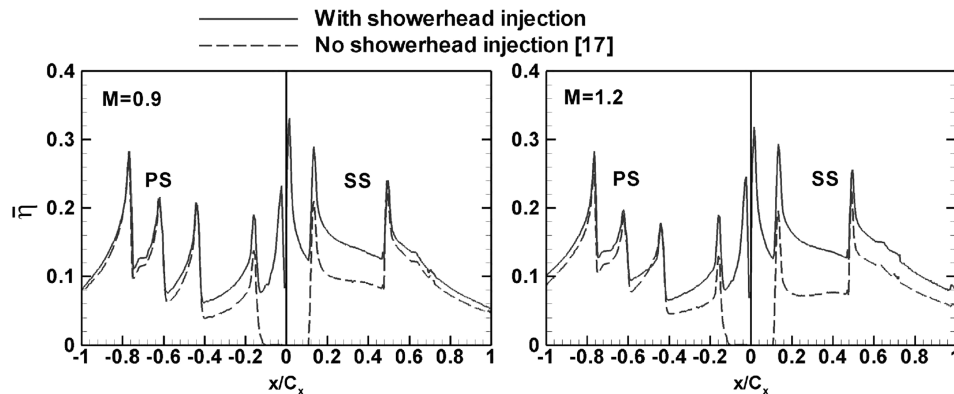 With showerhead injection
No showerhead injection [17]
0.4
0.3
0.2
0.1
0
η̅
M=0.9
PS
SS
-1 -0.8 -0.6 -0.4 -0.2 0 0.2 0.4 0.6 0.8 1
x/Cₓ
0.4
0.3
0.2
0.1
0
M=1.2
PS
SS
-1 -0.8 -0.6 -0.4 -0.2 0 0.2 0.4 0.6 0.8 1
x/Cₓ